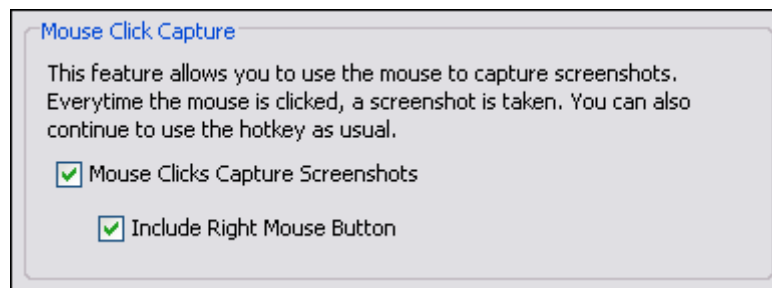 Mouse Click Capture
This feature allows you to use the mouse to capture screenshots.
Everytime the mouse is clicked, a screenshot is taken. You can also
continue to use the hotkey as usual.
Mouse Clicks Capture Screenshots
Include Right Mouse Button